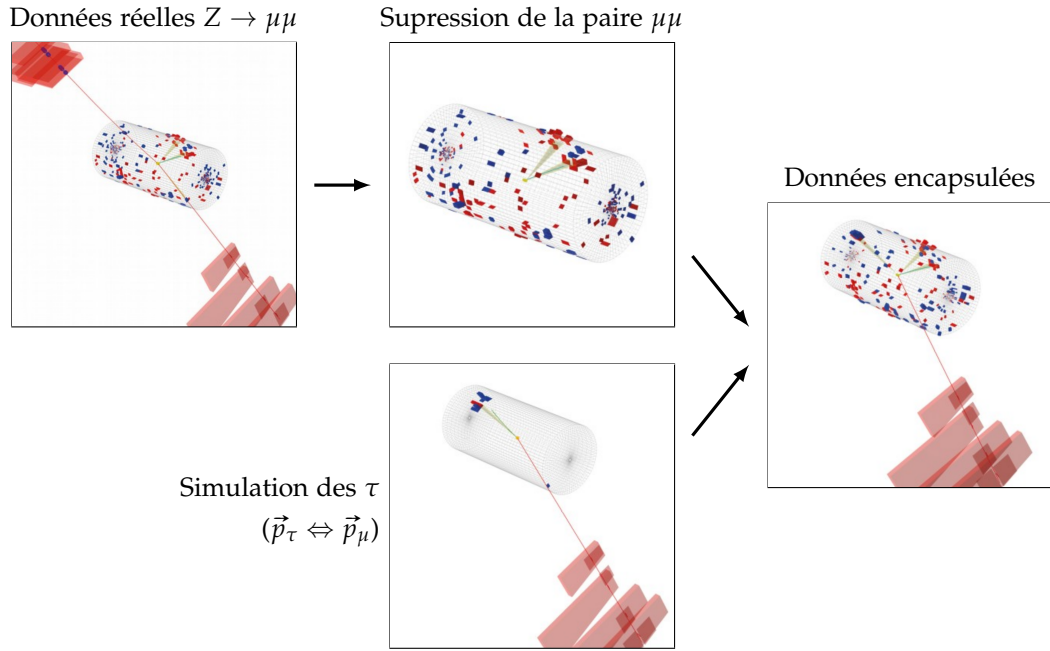 Données réelles Z → μμ
Supression de la paire μμ
Données encapsulées
Simulation des τ
(p⃗τ ⇔ p⃗μ)